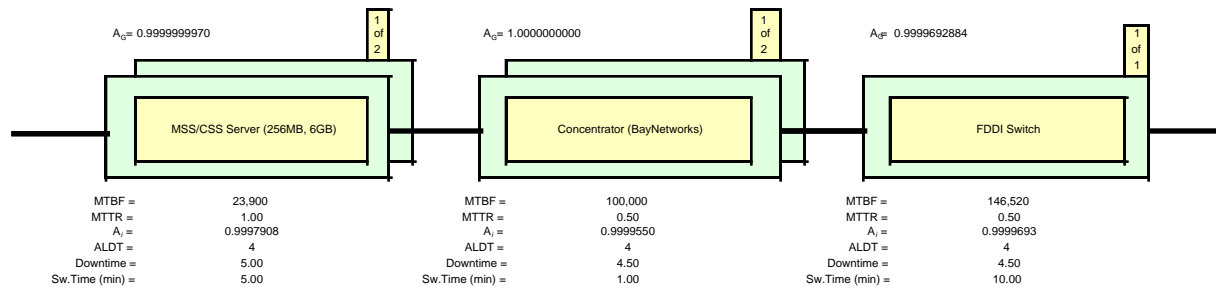 A_G= 0.9999999970
1
of
2
MSS/CSS Server (256MB, 6GB)
MTBF = 23,900
MTTR = 1.00
A_i = 0.9997908
ALDT = 4
Downtime = 5.00
Sw.Time (min) = 5.00
A_G= 1.0000000000
1
of
2
Concentrator (BayNetworks)
MTBF = 100,000
MTTR = 0.50
A_i = 0.9999550
ALDT = 4
Downtime = 4.50
Sw.Time (min) = 1.00
A_G= 0.9999692884
1
of
1
FDDI Switch
MTBF = 146,520
MTTR = 0.50
A_i = 0.9999693
ALDT = 4
Downtime = 4.50
Sw.Time (min) = 10.00